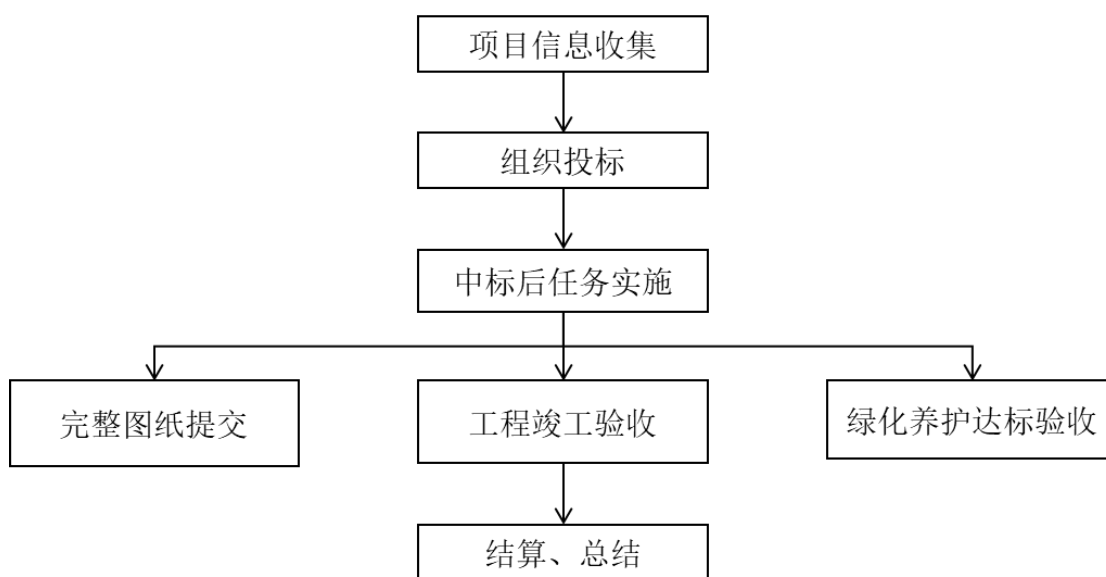 项目信息收集
组织投标
中标后任务实施
完整图纸提交
工程竣工验收
绿化养护达标验收
结算、总结